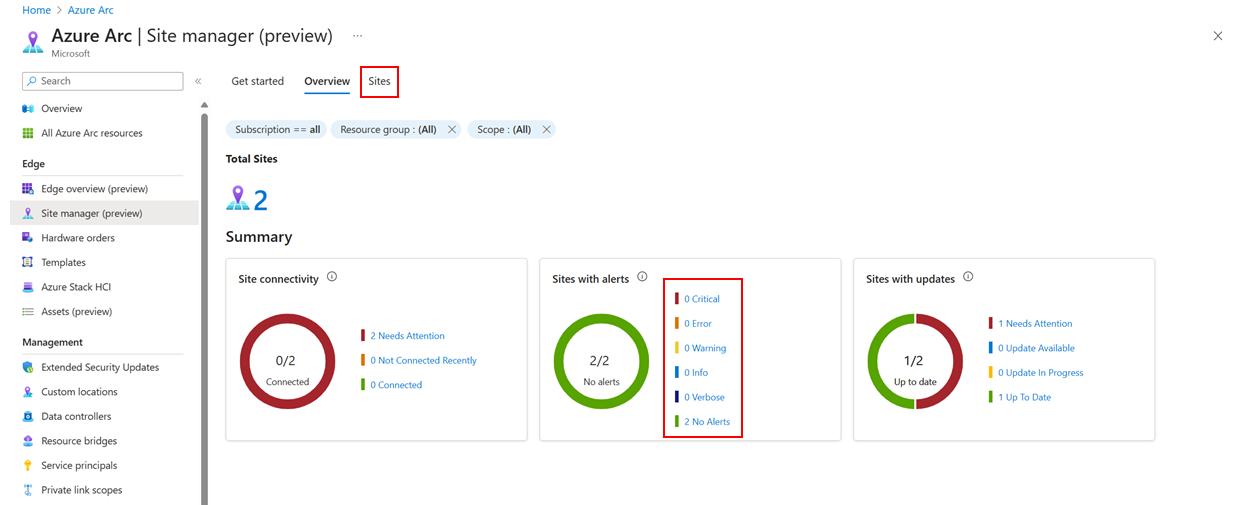 Home > Azure Arc
Azure Arc | Site manager (preview) ...
Microsoft
Search «
Overview
All Azure Arc resources
Edge
Edge overview (preview)
Site manager (preview)
Hardware orders
Templates
Azure Stack HCI
Assets (preview)
Management
Extended Security Updates
Custom locations
Data controllers
Resource bridges
Service principals
Private link scopes
Get started Overview Sites
Subscription == all Resource group : (All) Scope : (All)
Total Sites
2
Summary
Site connectivity
0/2
Connected
2 Needs Attention
0 Not Connected Recently
0 Connected
Sites with alerts
2/2
No alerts
0 Critical
0 Error
0 Warning
0 Info
0 Verbose
2 No Alerts
Sites with updates
1/2
Up to date
1 Needs Attention
0 Update Available
0 Update In Progress
1 Up To Date